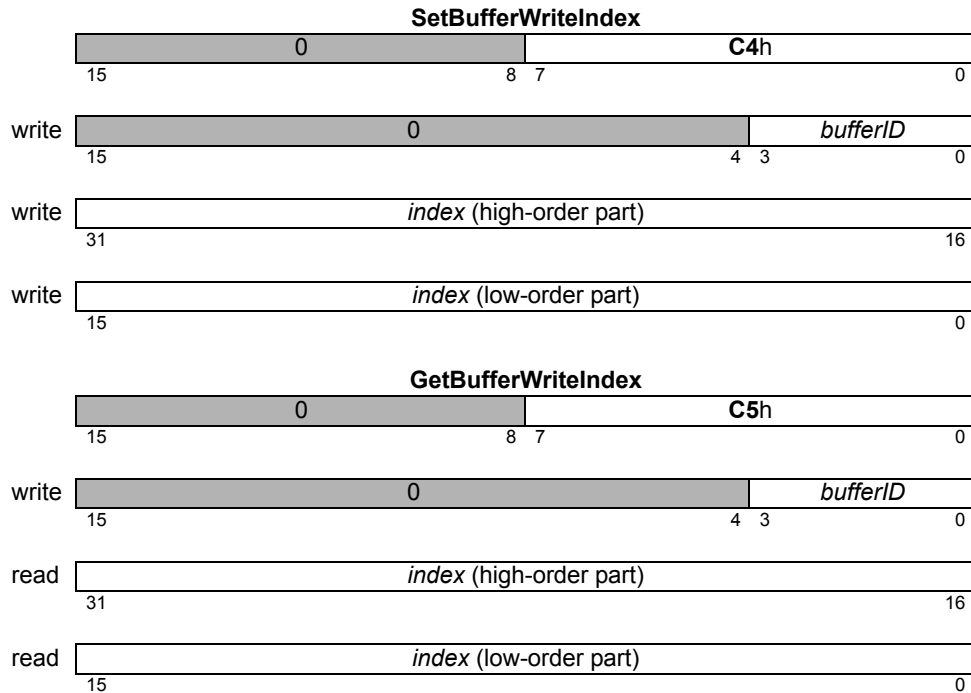 SetBufferWriteIndex
0 C4h
15 8 7 0
write 0 bufferID
15 4 3 0
write index (high-order part)
31 16
write index (low-order part)
15 0
GetBufferWriteIndex
0 C5h
15 8 7 0
write 0 bufferID
15 4 3 0
read index (high-order part)
31 16
read index (low-order part)
15 0